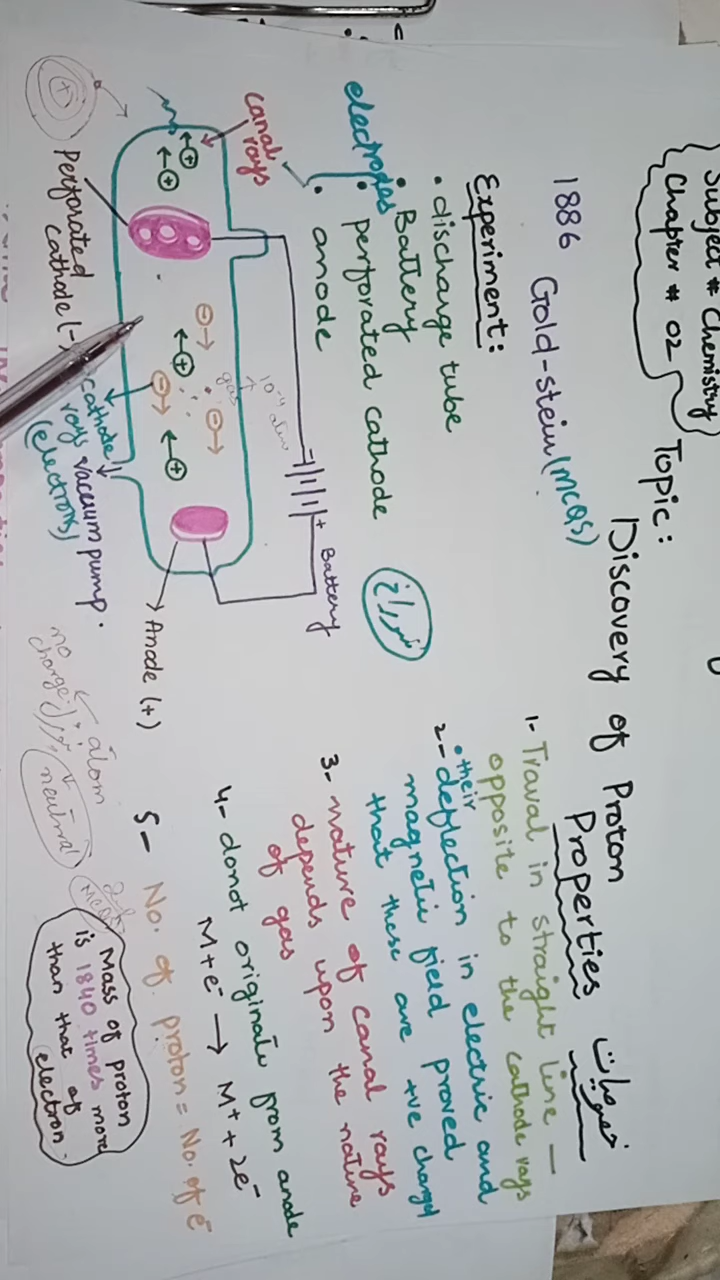 Subject # Chemistry
Chapter # 02
Topic:
Discovery of Proton
1886 Gold-stein (MCQS)
Experiment:
• discharge tube
• Battery
electrodes
• perforated cathode
• anode
canal
rays
10⁻⁴ atm
gas
+ Battery
Perforated
cathode (-)
cathode
rays
(electrons)
vacuum pump.
Anode (+)
Properties خصوصیات
1- Traval in straight line —
opposite to the cathode rays
2- their deflection in electric and
magnetic field proved
that these are +ve charged
3- nature of canal rays
depends upon the nature
of gas
4- donot originate from anode
M + e⁻ → M⁺ + 2e⁻
5- No. of proton = No. of e⁻
atom
no
charge
neutral
MCQs
Mass of proton
is 1840 times more
than that of
electron.